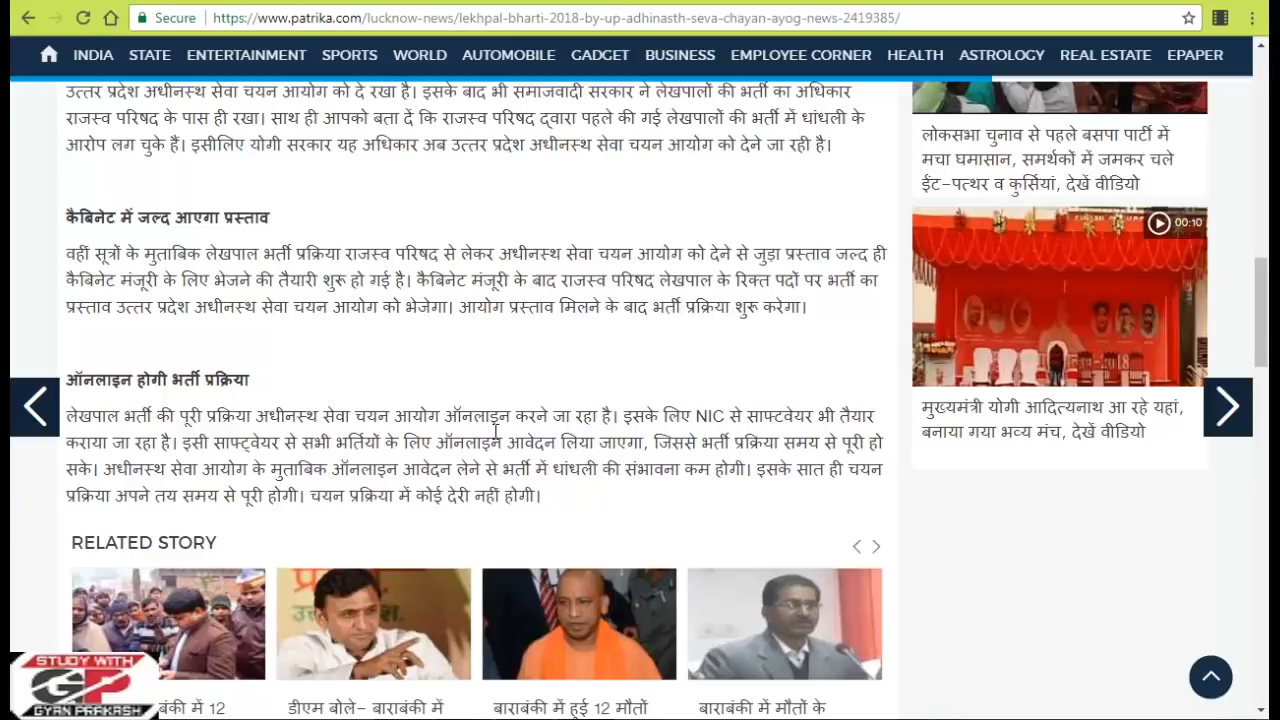 Secure https://www.patrika.com/lucknow-news/lekhpal-bharti-2018-by-up-adhinasth-seva-chayan-ayog-news-2419385/
INDIA STATE ENTERTAINMENT SPORTS WORLD AUTOMOBILE GADGET BUSINESS EMPLOYEE CORNER HEALTH ASTROLOGY REAL ESTATE EPAPER
उत्तर प्रदेश अधीनस्थ सेवा चयन आयोग को दे रखा है। इसके बाद भी समाजवादी सरकार ने लेखपालों की भर्ती का अधिकार
राजस्व परिषद के पास ही रखा। साथ ही आपको बता दें कि राजस्व परिषद द्वारा पहले की गई लेखपालों की भर्ती में धांधली के
आरोप लग चुके हैं। इसीलिए योगी सरकार यह अधिकार अब उत्तर प्रदेश अधीनस्थ सेवा चयन आयोग को देने जा रही है।
कैबिनेट में जल्द आएगा प्रस्ताव
वहीं सूत्रों के मुताबिक लेखपाल भर्ती प्रक्रिया राजस्व परिषद से लेकर अधीनस्थ सेवा चयन आयोग को देने से जुड़ा प्रस्ताव जल्द ही
कैबिनेट मंजूरी के लिए भेजने की तैयारी शुरू हो गई है। कैबिनेट मंजूरी के बाद राजस्व परिषद लेखपाल के रिक्त पदों पर भर्ती का
प्रस्ताव उत्तर प्रदेश अधीनस्थ सेवा चयन आयोग को भेजेगा। आयोग प्रस्ताव मिलने के बाद भर्ती प्रक्रिया शुरू करेगा।
ऑनलाइन होगी भर्ती प्रक्रिया
लेखपाल भर्ती की पूरी प्रक्रिया अधीनस्थ सेवा चयन आयोग ऑनलाइन करने जा रहा है। इसके लिए NIC से साफ्टवेयर भी तैयार
कराया जा रहा है। इसी साफ्ट्वेयर से सभी भर्तियों के लिए ऑनलाइन आवेदन लिया जाएगा, जिससे भर्ती प्रक्रिया समय से पूरी हो
सके। अधीनस्थ सेवा आयोग के मुताबिक ऑनलाइन आवेदन लेने से भर्ती में धांधली की संभावना कम होगी। इसके सात ही चयन
प्रक्रिया अपने तय समय से पूरी होगी। चयन प्रक्रिया में कोई देरी नहीं होगी।
RELATED STORY
बंकी में 12
डीएम बोले- बाराबंकी में
बाराबंकी में हुई 12 मौतों
बाराबंकी में मौतों के
लोकसभा चुनाव से पहले बसपा पार्टी में
मचा घमासान, समर्थकों में जमकर चले
ईंट-पत्थर व कुर्सियां, देखें वीडियो
00:10
मुख्यमंत्री योगी आदित्यनाथ आ रहे यहां,
बनाया गया भव्य मंच, देखें वीडियो
STUDY WITH
GP
GYAN PRAKASH